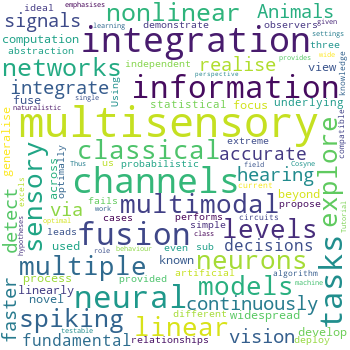 ideal
emphasises
nonlinear
Animals
signals
learning
demonstrate
observers
computation
integration
abstraction
settings
independent
realise
three
networks
wide
perspective
provides
given
information
knowledge
on
integrate
single
view
naturalistic
fuse
Using
statistical
focus
underlying
compatible
multisensory
generalise
classical
us
probabilistic
extreme
accurate
optimally
Thus
field
Cosyne
channels
explore
across
hearing
detect
sensory
excels
via
fails
work
current
beyond
multimodal
optimal
cases
performs
circuits
propose
Tutorial
hypotheses
leads
role
class
simple
fusion
levels
tasks
used
behaviour
even
sub
decisions
multiple
neurons
process
provided
known
artificial
algorithm
faster
linearly
neural
models
continuously
novel
machine
spiking
linear
different
widespread
vision
deploy
develop
fundamental
testable
relationships